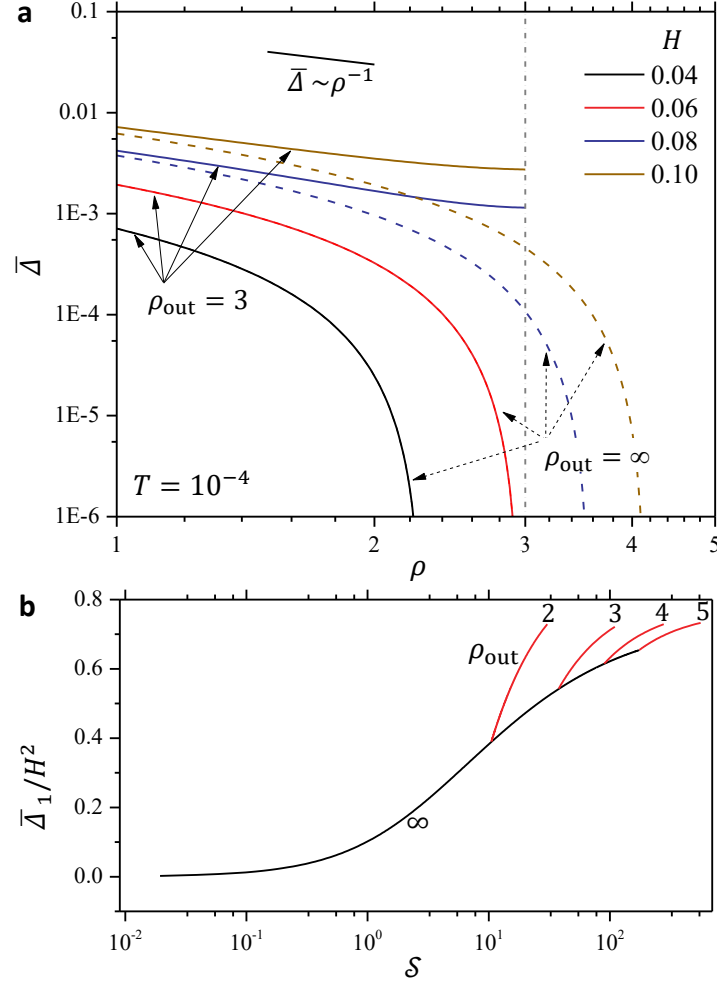 a
0.1
0.01
1E-3
1E-4
1E-5
1E-6
Δ̅
Δ̅ ~ρ⁻¹
H
0.04
0.06
0.08
0.10
ρout = 3
ρout = ∞
T = 10⁻⁴
1 2 3 4 5
ρ
b
0.8
0.6
0.4
0.2
0.0
Δ̅₁/H²
ρout
2 3 4 5
∞
10⁻² 10⁻¹ 10⁰ 10¹ 10²
𝒮